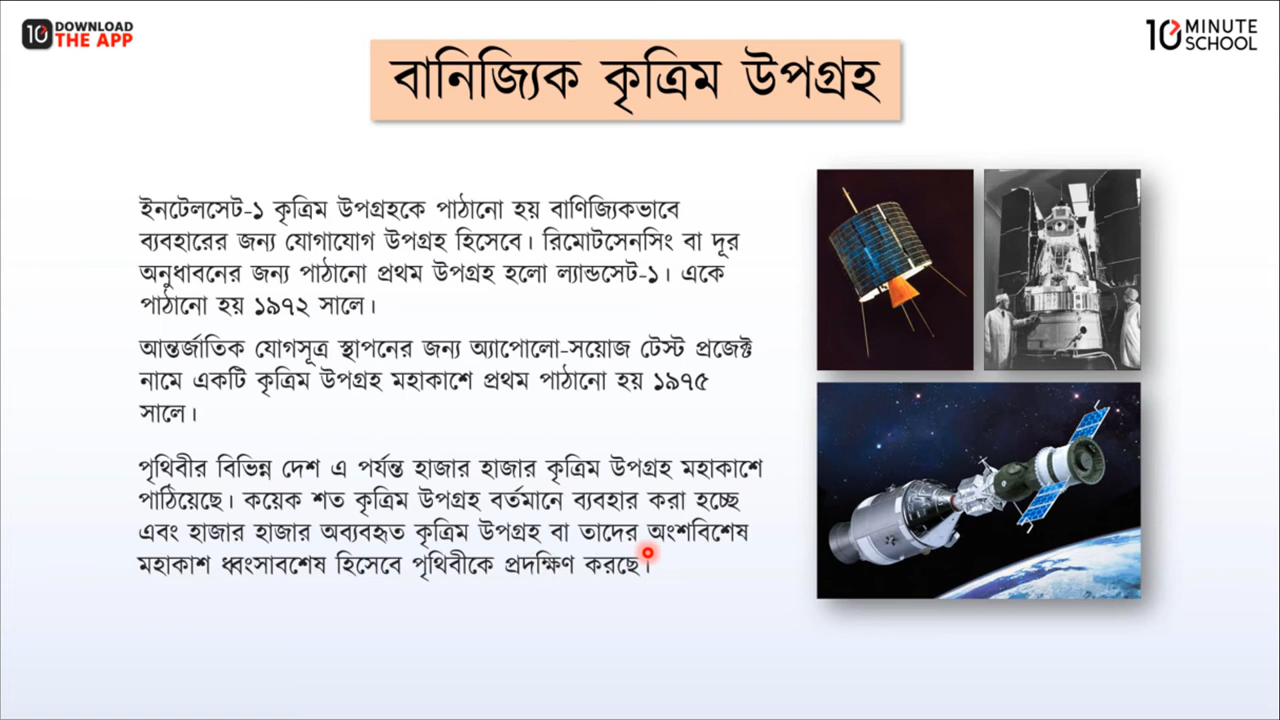 DOWNLOAD
THE APP
10 MINUTE
SCHOOL
বানিজ্যিক কৃত্রিম উপগ্রহ
ইনটেলসেট-১ কৃত্রিম উপগ্রহকে পাঠানো হয় বাণিজ্যিকভাবে
ব্যবহারের জন্য যোগাযোগ উপগ্রহ হিসেবে। রিমোটসেনসিং বা দূর
অনুধাবনের জন্য পাঠানো প্রথম উপগ্রহ হলো ল্যান্ডসেট-১। একে
পাঠানো হয় ১৯৭২ সালে।
আন্তর্জাতিক যোগসূত্র স্থাপনের জন্য অ্যাপোলো-সয়োজ টেস্ট প্রজেক্ট
নামে একটি কৃত্রিম উপগ্রহ মহাকাশে প্রথম পাঠানো হয় ১৯৭৫
সালে।
পৃথিবীর বিভিন্ন দেশ এ পর্যন্ত হাজার হাজার কৃত্রিম উপগ্রহ মহাকাশে
পাঠিয়েছে। কয়েক শত কৃত্রিম উপগ্রহ বর্তমানে ব্যবহার করা হচ্ছে
এবং হাজার হাজার অব্যবহৃত কৃত্রিম উপগ্রহ বা তাদের অংশবিশেষ
মহাকাশ ধ্বংসাবশেষ হিসেবে পৃথিবীকে প্রদক্ষিণ করছে।